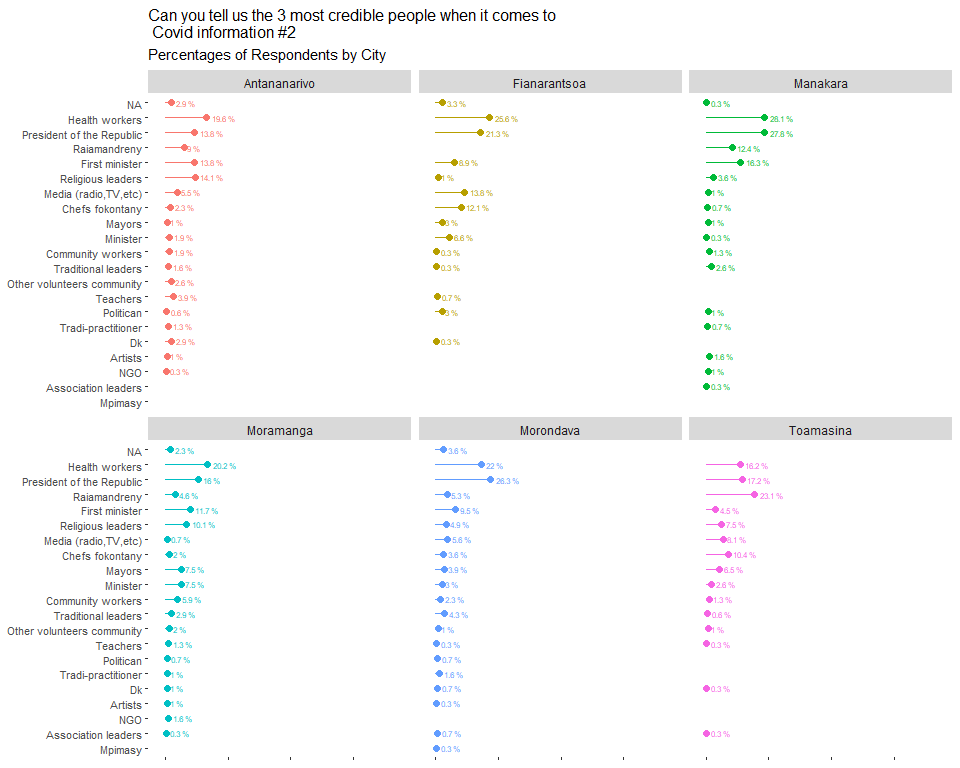 Can you tell us the 3 most credible people when it comes to
Covid information #2
Percentages of Respondents by City
Antananarivo
Fianarantsoa
Manakara
NA 2.9 % 3.3 % 0.3 %
Health workers 19.6 % 25.6 % 28.1 %
President of the Republic 13.8 % 21.3 % 27.8 %
Raiamandreny 9 % 12.4 %
First minister 13.8 % 8.9 % 16.3 %
Religious leaders 14.1 % 1 % 3.6 %
Media (radio,TV,etc) 5.5 % 13.8 % 1 %
Chefs fokontany 2.3 % 12.1 % 0.7 %
Mayors 1 % 3 % 1 %
Minister 1.9 % 6.6 % 0.3 %
Community workers 1.9 % 0.3 % 1.3 %
Traditional leaders 1.6 % 0.3 % 2.6 %
Other volunteers community 2.6 %
Teachers 3.9 % 0.7 %
Politican 0.6 % 3 % 1 %
Tradi-practitioner 1.3 % 0.7 %
Dk 2.9 % 0.3 %
Artists 1 % 1.6 %
NGO 0.3 % 1 %
Association leaders 0.3 %
Mpimasy
Moramanga
Morondava
Toamasina
NA 2.3 % 3.6 %
Health workers 20.2 % 22 % 16.2 %
President of the Republic 16 % 26.3 % 17.2 %
Raiamandreny 4.6 % 5.3 % 23.1 %
First minister 11.7 % 9.5 % 4.5 %
Religious leaders 10.1 % 4.9 % 7.5 %
Media (radio,TV,etc) 0.7 % 5.6 % 8.1 %
Chefs fokontany 2 % 3.6 % 10.4 %
Mayors 7.5 % 3.9 % 6.5 %
Minister 7.5 % 3 % 2.6 %
Community workers 5.9 % 2.3 % 1.3 %
Traditional leaders 2.9 % 4.3 % 0.6 %
Other volunteers community 2 % 1 % 1 %
Teachers 1.3 % 0.3 % 0.3 %
Politican 0.7 % 0.7 %
Tradi-practitioner 1 % 1.6 %
Dk 1 % 0.7 % 0.3 %
Artists 1 % 0.3 %
NGO 1.6 %
Association leaders 0.3 % 0.7 % 0.3 %
Mpimasy 0.3 %